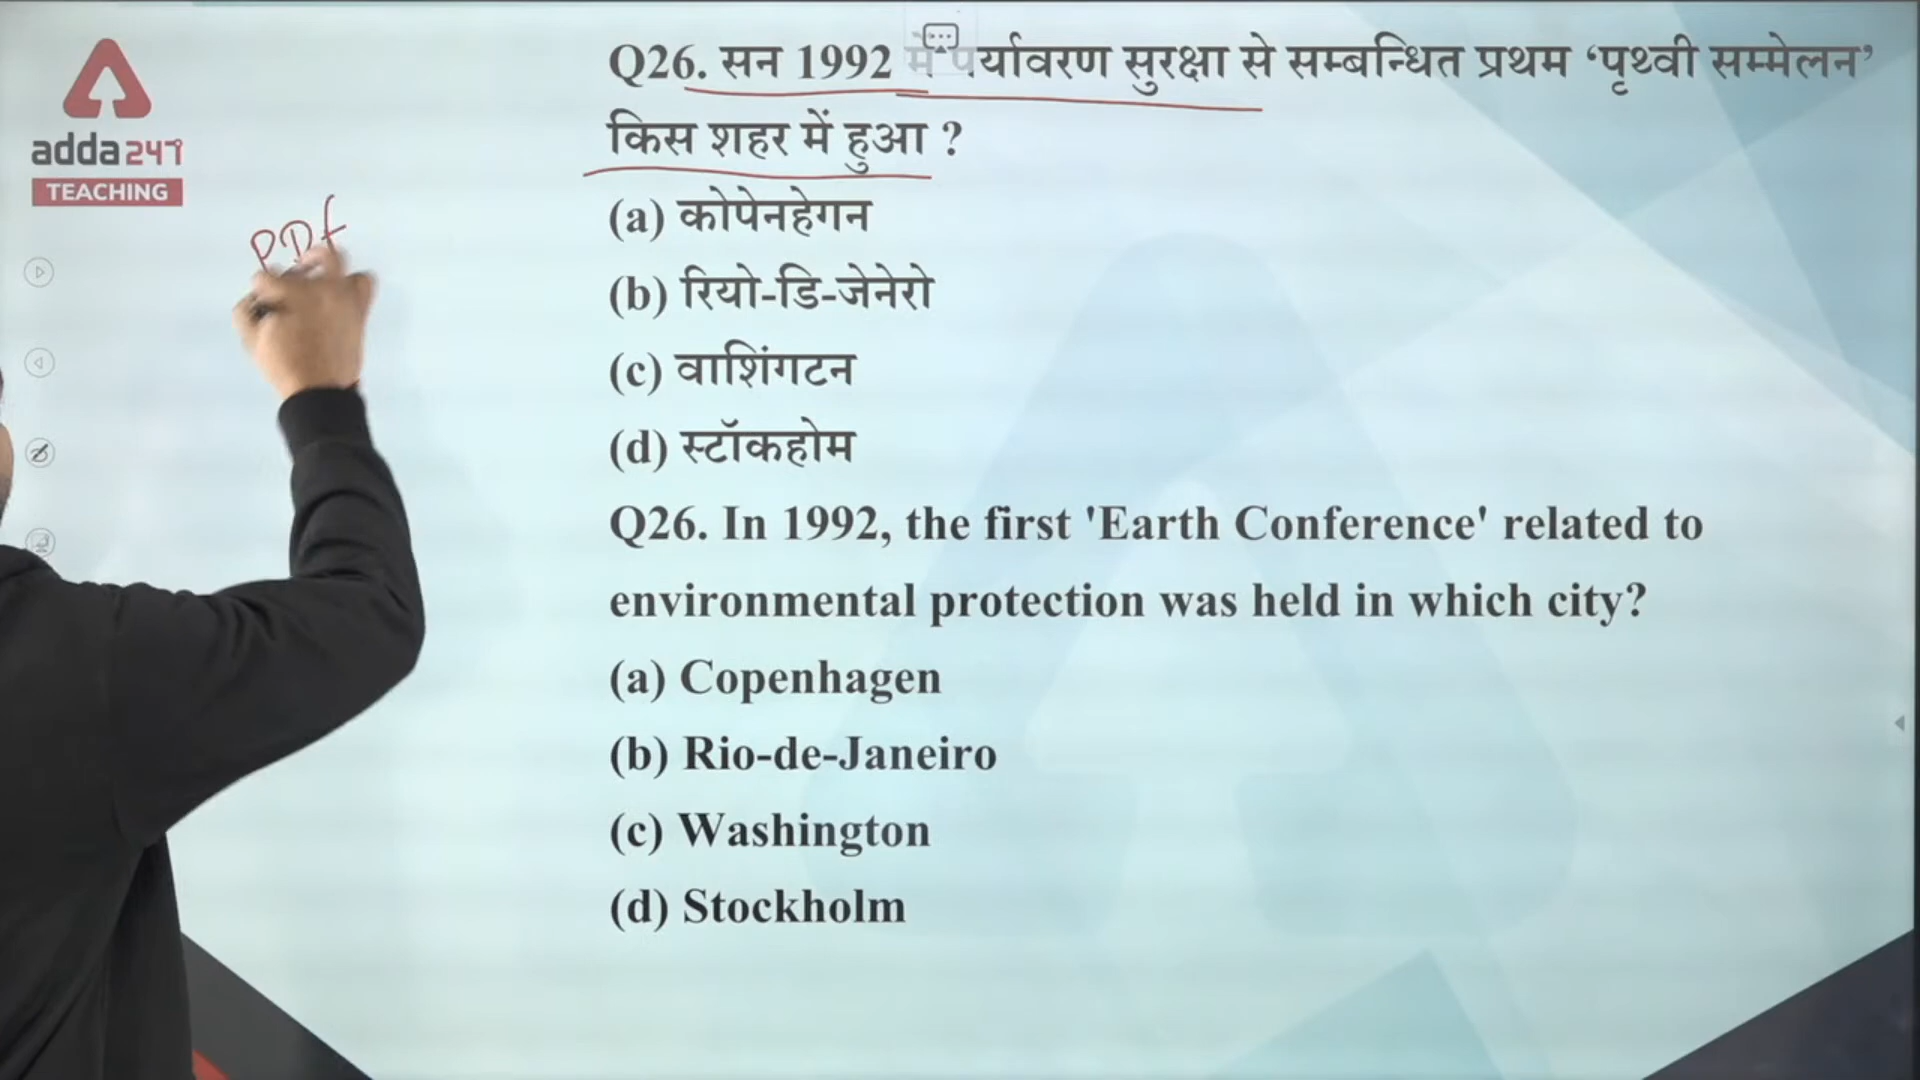 adda247
TEACHING
PDf
Q26. सन 1992 में पर्यावरण सुरक्षा से सम्बन्धित प्रथम ‘पृथ्वी सम्मेलन’
किस शहर में हुआ ?
(a) कोपेनहेगन
(b) रियो-डि-जेनेरो
(c) वाशिंगटन
(d) स्टॉकहोम
Q26. In 1992, the first 'Earth Conference' related to
environmental protection was held in which city?
(a) Copenhagen
(b) Rio-de-Janeiro
(c) Washington
(d) Stockholm